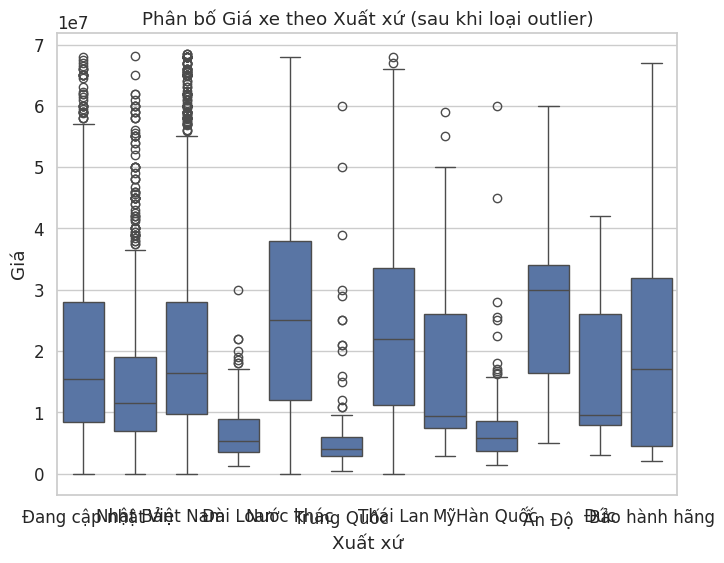 Phân bố Giá xe theo Xuất xứ (sau khi loại outlier)
1e7
7
6
5
4
3
2
1
0
Giá
Đang cập nhật Nhật Bản Việt Nam Đài Loan Nước khác Trung Quốc Thái Lan Mỹ Hàn Quốc Ấn Độ Đức Bảo hành hãng
Xuất xứ